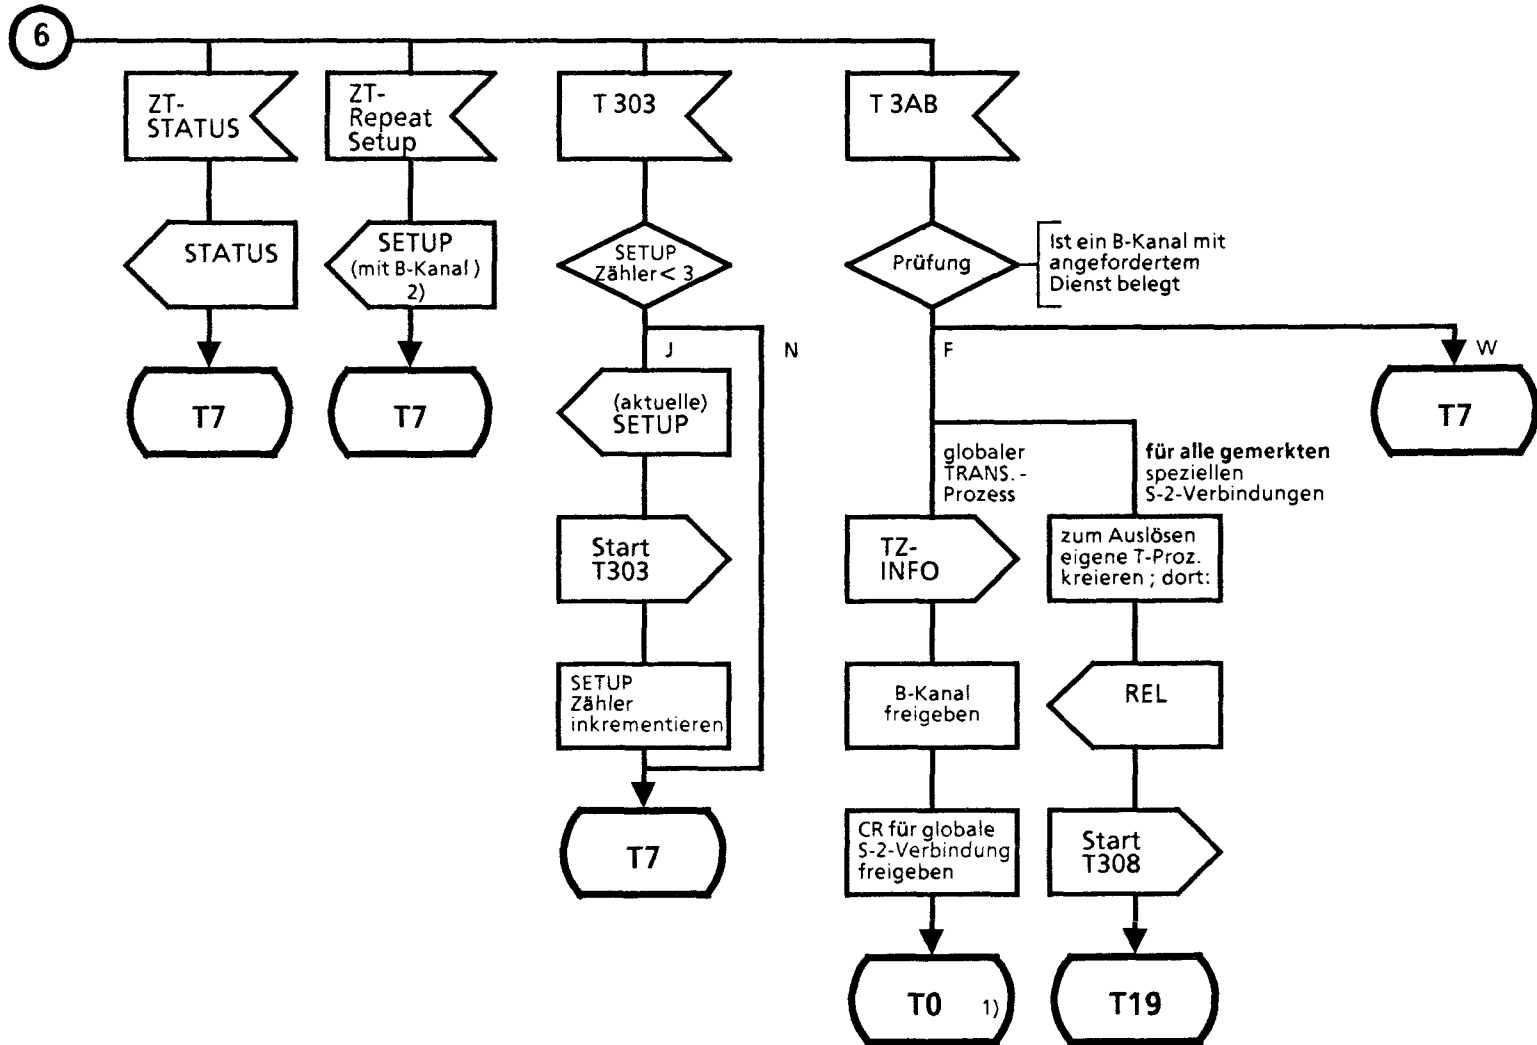 6
ZT-
STATUS
ZT-
Repeat
Setup
T 303
T 3AB
STATUS
SETUP
(mit B-Kanal)
2)
SETUP
Zähler < 3
Prüfung
Ist ein B-Kanal mit
angefordertem
Dienst belegt
J
N
F
W
T7
T7
(aktuelle)
SETUP
T7
globaler
TRANS.-
Prozess
für alle gemerkten
speziellen
S-2-Verbindungen
Start
T303
TZ-
INFO
zum Auslösen
eigene T-Proz.
kreieren ; dort:
SETUP
Zähler
inkrementieren
B-Kanal
freigeben
REL
T7
CR für globale
S-2-Verbindung
freigeben
Start
T308
T0 1)
T19